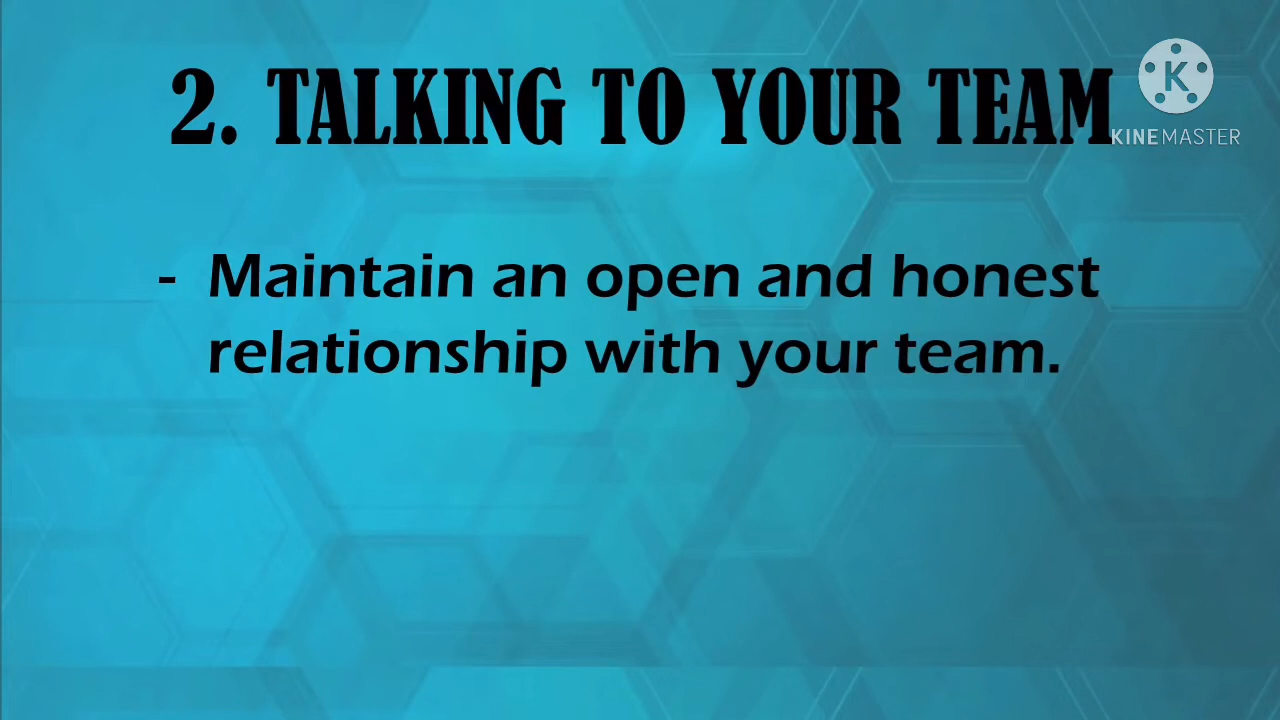 2. TALKING TO YOUR TEAM
K
KINEMASTER
- Maintain an open and honest
relationship with your team.